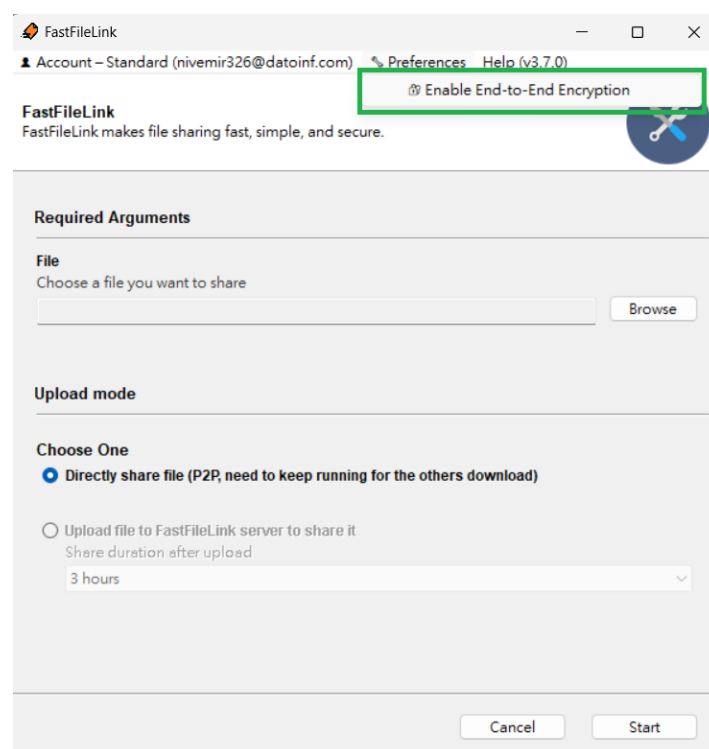 FastFileLink
Account – Standard (nivemir326@datoinf.com) Preferences Help (v3.7.0)
Enable End-to-End Encryption
FastFileLink
FastFileLink makes file sharing fast, simple, and secure.
Required Arguments
File
Choose a file you want to share
Browse
Upload mode
Choose One
Directly share file (P2P, need to keep running for the others download)
Upload file to FastFileLink server to share it
Share duration after upload
3 hours
Cancel Start